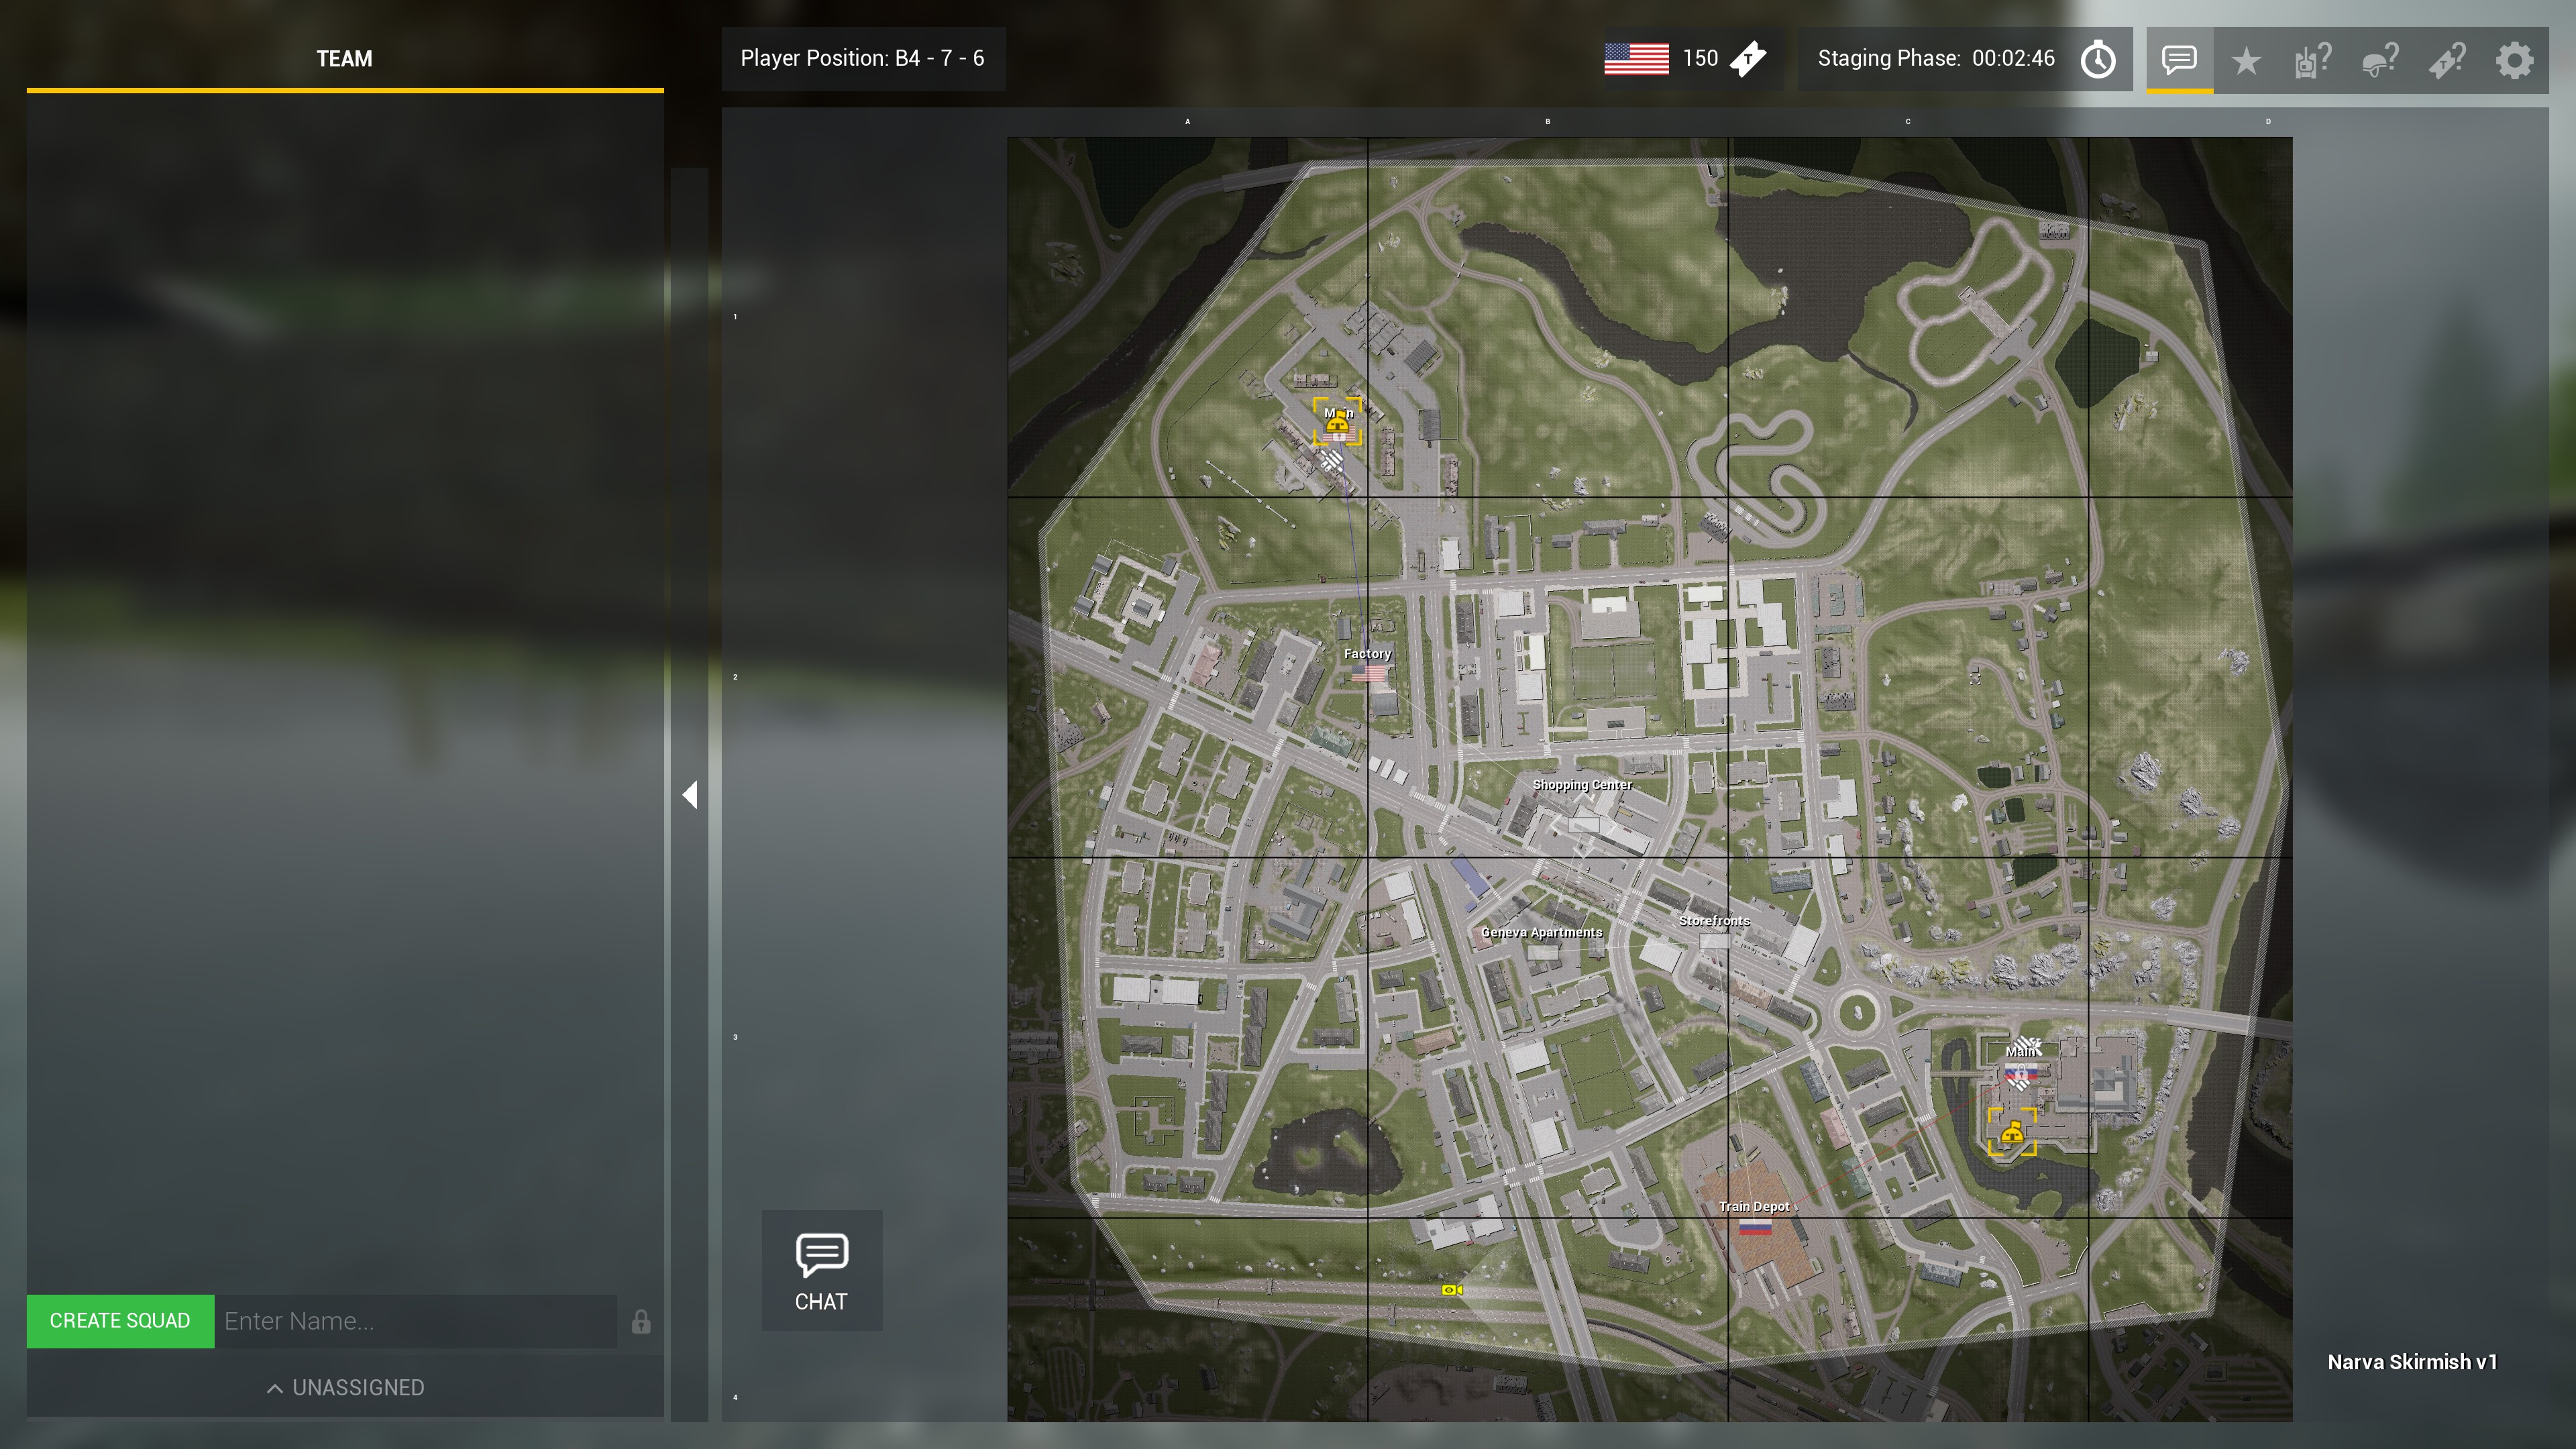 TEAM
Player Position: B4 - 7 - 6
150
T
Staging Phase: 00:02:46
? ? ?
A B C D
1
Main
2
Factory
Shopping Center
Storefronts
Geneva Apartments
3
Main
Train Depot
CHAT
CREATE SQUAD
Enter Name...
UNASSIGNED
Narva Skirmish v1
4